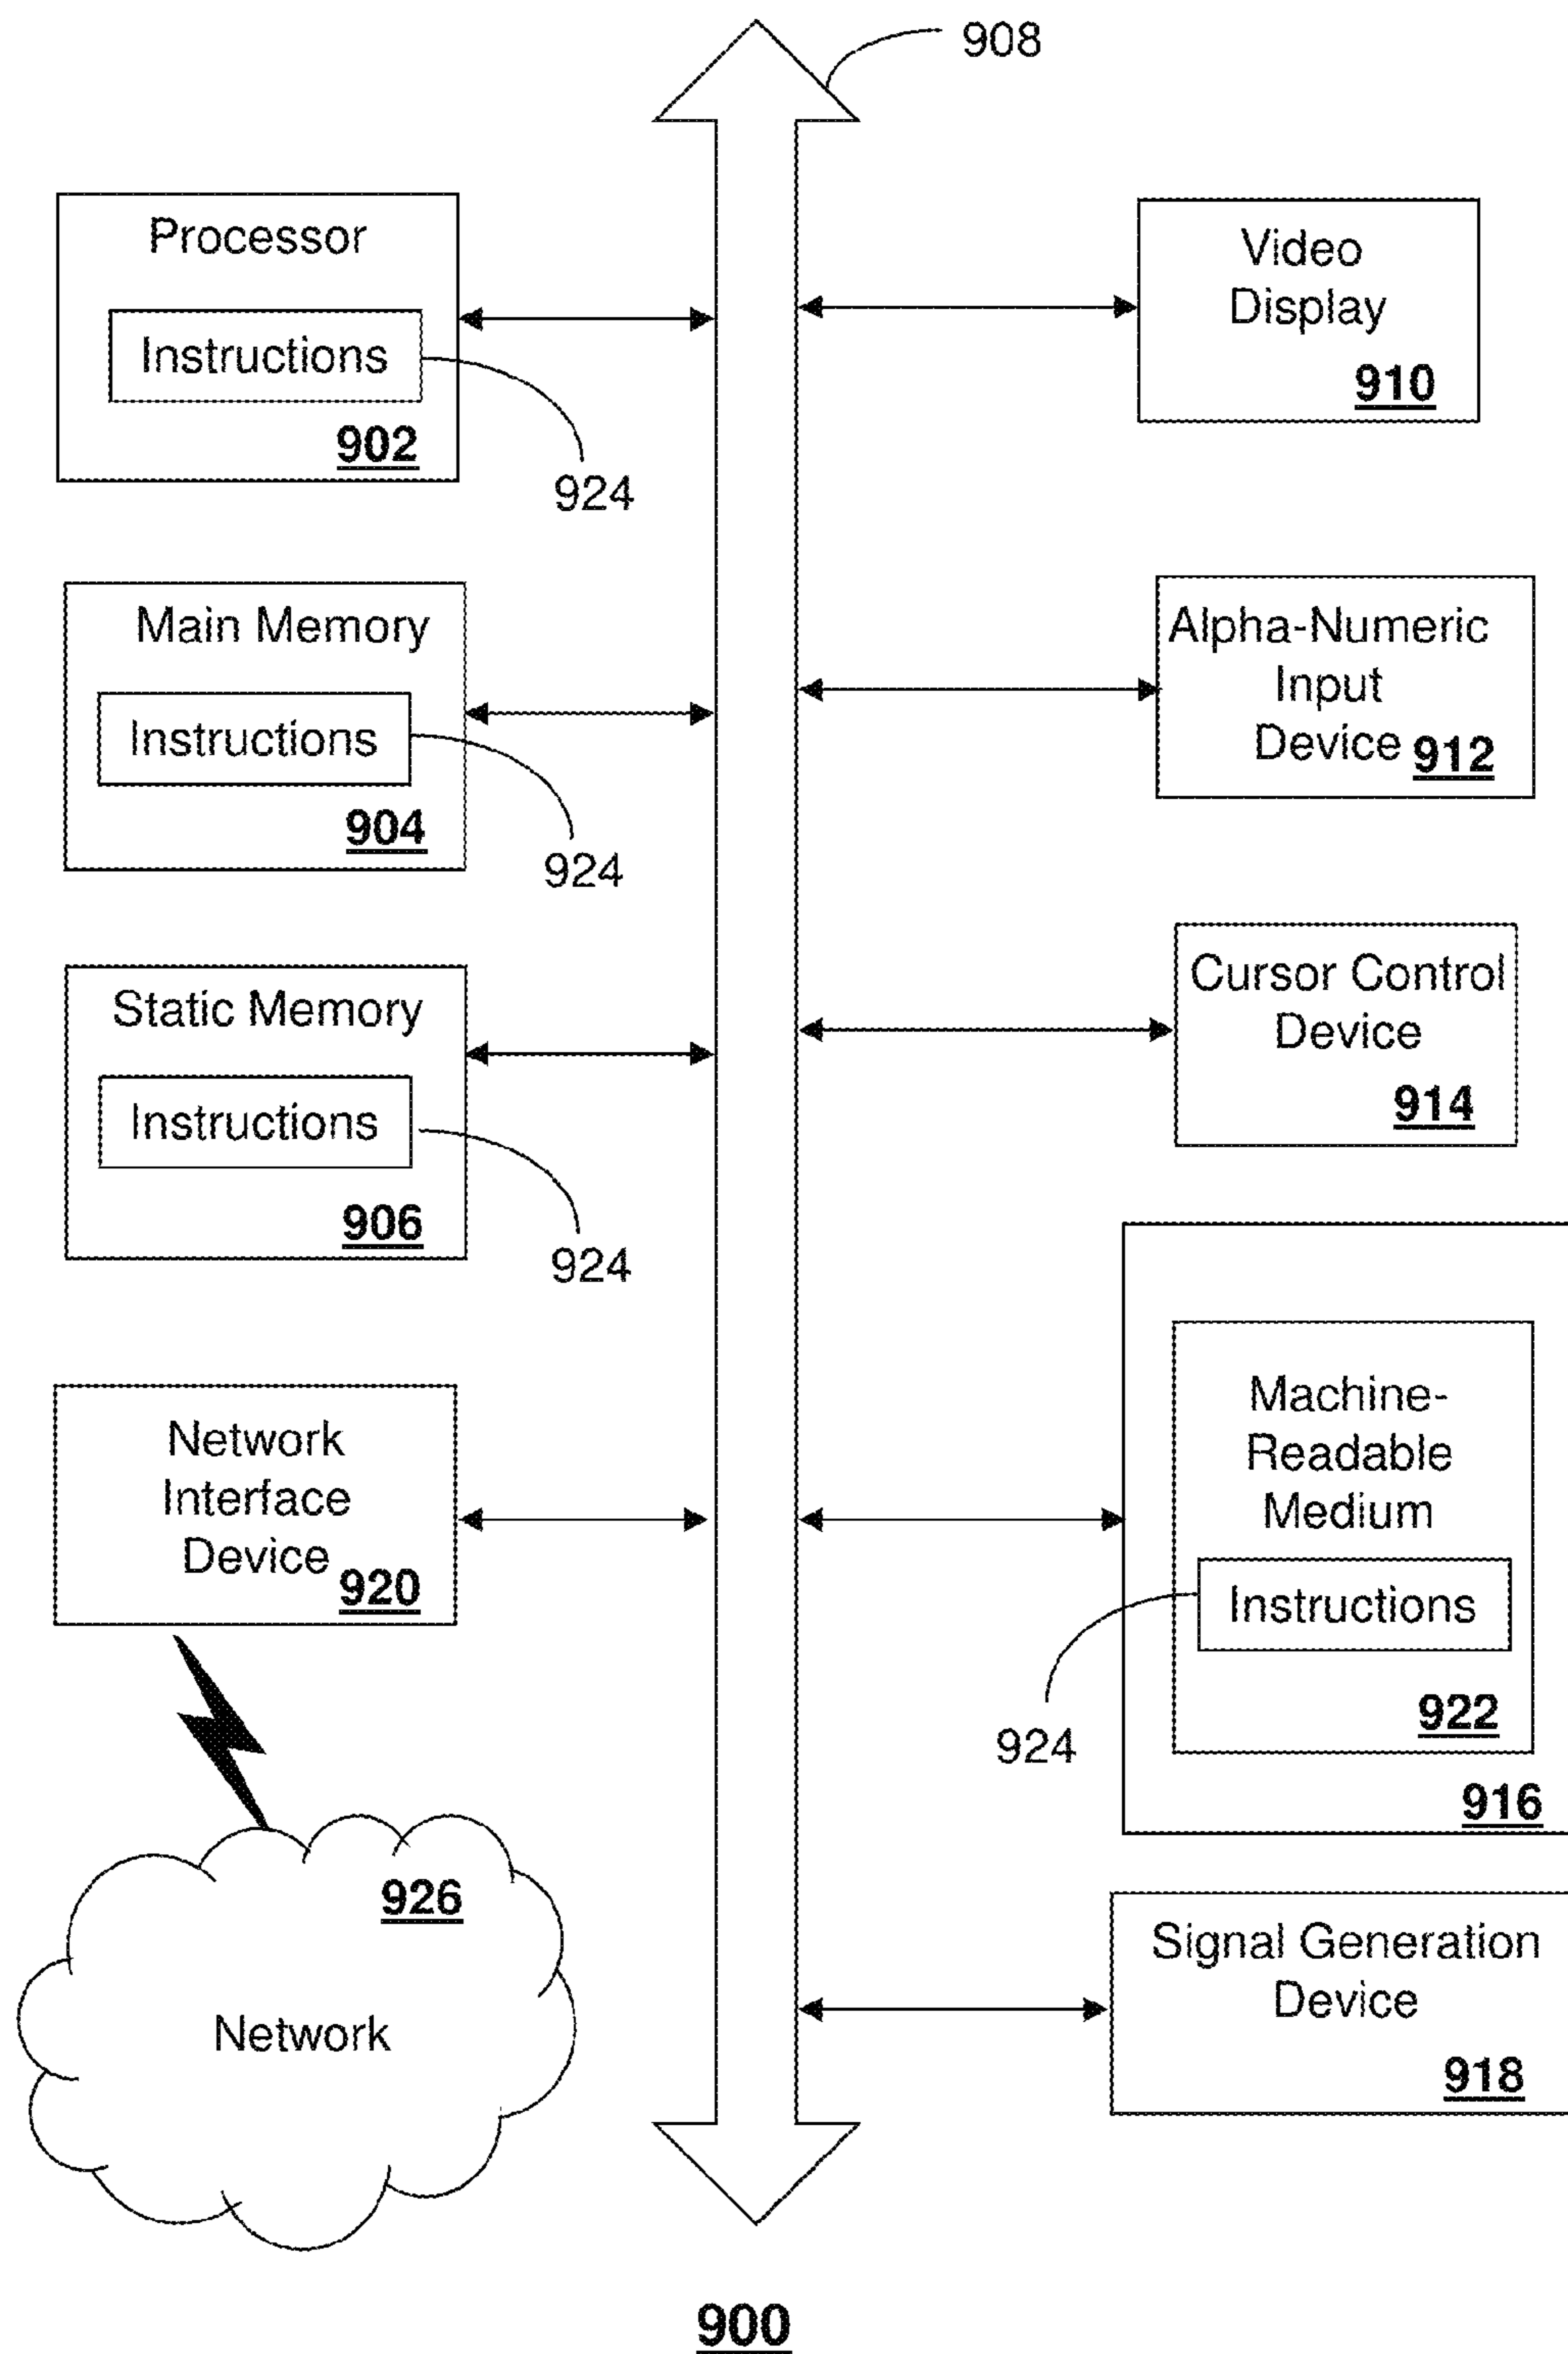 908
Processor
Instructions
902
924
Main Memory
Instructions
904
924
Static Memory
Instructions
906
924
Network
Interface
Device
920
926
Network
Video
Display
910
Alpha-Numeric
Input
Device
912
Cursor Control
Device
914
Machine-
Readable
Medium
Instructions
924
922
916
Signal Generation
Device
918
900